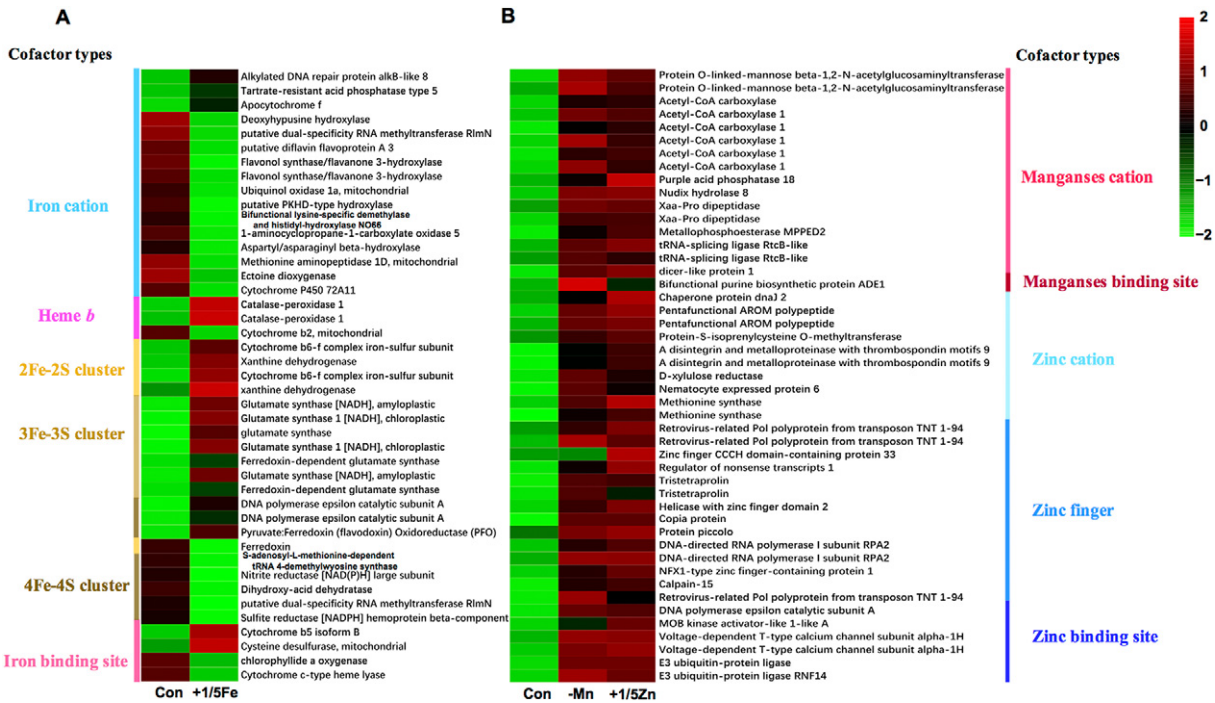 A
Cofactor types
Iron cation
Heme b
2Fe-2S cluster
3Fe-3S cluster
4Fe-4S cluster
Iron binding site
Alkylated DNA repair protein alkB-like 8
Tartrate-resistant acid phosphatase type 5
Apocytochrome f
Deoxyhypusine hydroxylase
putative dual-specificity RNA methyltransferase RlmN
putative diflavin flavoprotein A 3
Flavonol synthase/flavanone 3-hydroxylase
Flavonol synthase/flavanone 3-hydroxylase
Ubiquinol oxidase 1a, mitochondrial
putative PKHD-type hydroxylase
Bifunctional lysine-specific demethylase
and histidyl-hydroxylase NO66
1-aminocyclopropane-1-carboxylate oxidase 5
Aspartyl/asparaginyl beta-hydroxylase
Methionine aminopeptidase 1D, mitochondrial
Ectoine dioxygenase
Cytochrome P450 72A11
Catalase-peroxidase 1
Catalase-peroxidase 1
Cytochrome b2, mitochondrial
Cytochrome b6-f complex iron-sulfur subunit
Xanthine dehydrogenase
Cytochrome b6-f complex iron-sulfur subunit
xanthine dehydrogenase
Glutamate synthase [NADH], amyloplastic
Glutamate synthase 1 [NADH], chloroplastic
glutamate synthase
Glutamate synthase 1 [NADH], chloroplastic
Ferredoxin-dependent glutamate synthase
Glutamate synthase [NADH], amyloplastic
Ferredoxin-dependent glutamate synthase
DNA polymerase epsilon catalytic subunit A
DNA polymerase epsilon catalytic subunit A
Pyruvate:Ferredoxin (flavodoxin) Oxidoreductase (PFO)
Ferredoxin
S-adenosyl-L-methionine-dependent
tRNA 4-demethylwyosine synthase
Nitrite reductase [NAD(P)H] large subunit
Dihydroxy-acid dehydratase
putative dual-specificity RNA methyltransferase RlmN
Sulfite reductase [NADPH] hemoprotein beta-component
Cytochrome b5 isoform B
Cysteine desulfurase, mitochondrial
chlorophyllide a oxygenase
Cytochrome c-type heme lyase
Con +1/5Fe
B
Protein O-linked-mannose beta-1,2-N-acetylglucosaminyltransferase
Protein O-linked-mannose beta-1,2-N-acetylglucosaminyltransferase
Acetyl-CoA carboxylase
Acetyl-CoA carboxylase 1
Acetyl-CoA carboxylase 1
Acetyl-CoA carboxylase 1
Acetyl-CoA carboxylase 1
Acetyl-CoA carboxylase 1
Purple acid phosphatase 18
Nudix hydrolase 8
Xaa-Pro dipeptidase
Xaa-Pro dipeptidase
Metallophosphoesterase MPPED2
tRNA-splicing ligase RtcB-like
tRNA-splicing ligase RtcB-like
dicer-like protein 1
Bifunctional purine biosynthetic protein ADE1
Chaperone protein dnaJ 2
Pentafunctional AROM polypeptide
Pentafunctional AROM polypeptide
Protein-S-isoprenylcysteine O-methyltransferase
A disintegrin and metalloproteinase with thrombospondin motifs 9
A disintegrin and metalloproteinase with thrombospondin motifs 9
D-xylulose reductase
Nematocyte expressed protein 6
Methionine synthase
Methionine synthase
Retrovirus-related Pol polyprotein from transposon TNT 1-94
Retrovirus-related Pol polyprotein from transposon TNT 1-94
Zinc finger CCCH domain-containing protein 33
Regulator of nonsense transcripts 1
Tristetraprolin
Tristetraprolin
Helicase with zinc finger domain 2
Copia protein
Protein piccolo
DNA-directed RNA polymerase I subunit RPA2
DNA-directed RNA polymerase I subunit RPA2
NFX1-type zinc finger-containing protein 1
Calpain-15
Retrovirus-related Pol polyprotein from transposon TNT 1-94
DNA polymerase epsilon catalytic subunit A
MOB kinase activator-like 1-like A
Voltage-dependent T-type calcium channel subunit alpha-1H
Voltage-dependent T-type calcium channel subunit alpha-1H
E3 ubiquitin-protein ligase
E3 ubiquitin-protein ligase RNF14
Con -Mn +1/5Zn
Cofactor types
Manganses cation
Manganses binding site
Zinc cation
Zinc finger
Zinc binding site
2
1
0
−1
−2